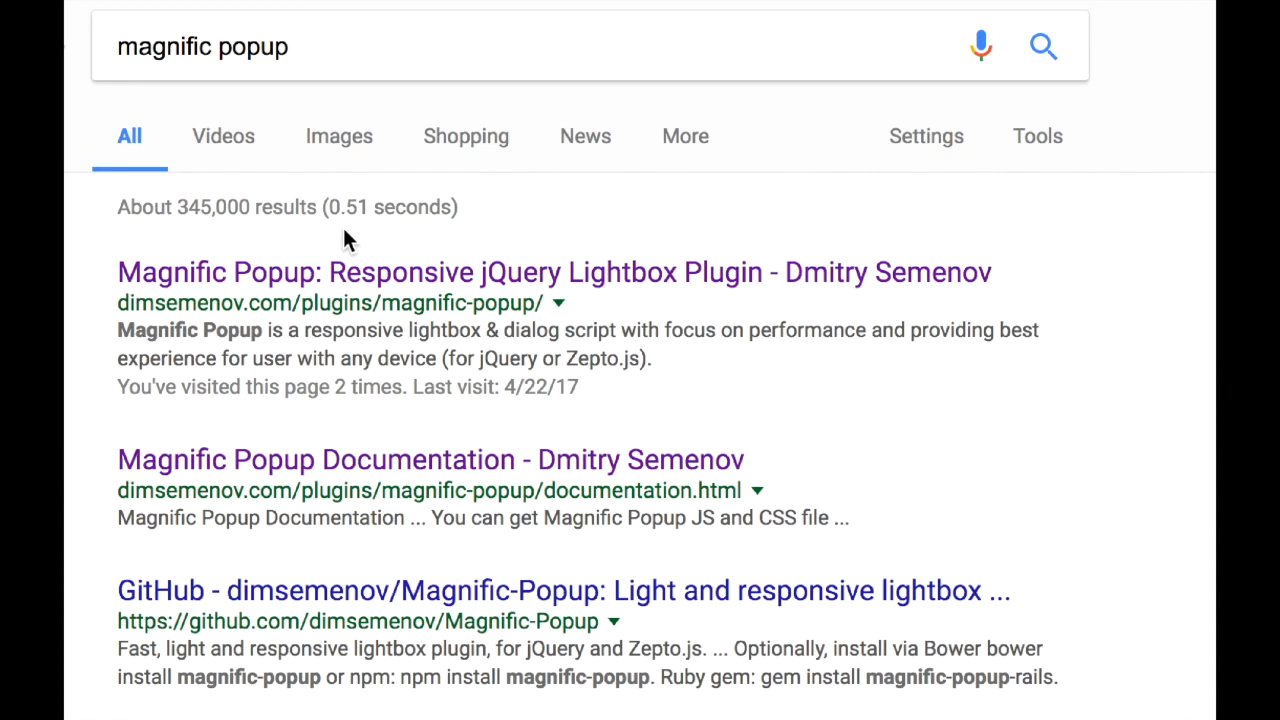 magnific popup
All Videos Images Shopping News More Settings Tools
About 345,000 results (0.51 seconds)
Magnific Popup: Responsive jQuery Lightbox Plugin - Dmitry Semenov
dimsemenov.com/plugins/magnific-popup/
Magnific Popup is a responsive lightbox & dialog script with focus on performance and providing best
experience for user with any device (for jQuery or Zepto.js).
You've visited this page 2 times. Last visit: 4/22/17
Magnific Popup Documentation - Dmitry Semenov
dimsemenov.com/plugins/magnific-popup/documentation.html
Magnific Popup Documentation ... You can get Magnific Popup JS and CSS file ...
GitHub - dimsemenov/Magnific-Popup: Light and responsive lightbox ...
https://github.com/dimsemenov/Magnific-Popup
Fast, light and responsive lightbox plugin, for jQuery and Zepto.js. ... Optionally, install via Bower bower
install magnific-popup or npm: npm install magnific-popup. Ruby gem: gem install magnific-popup-rails.